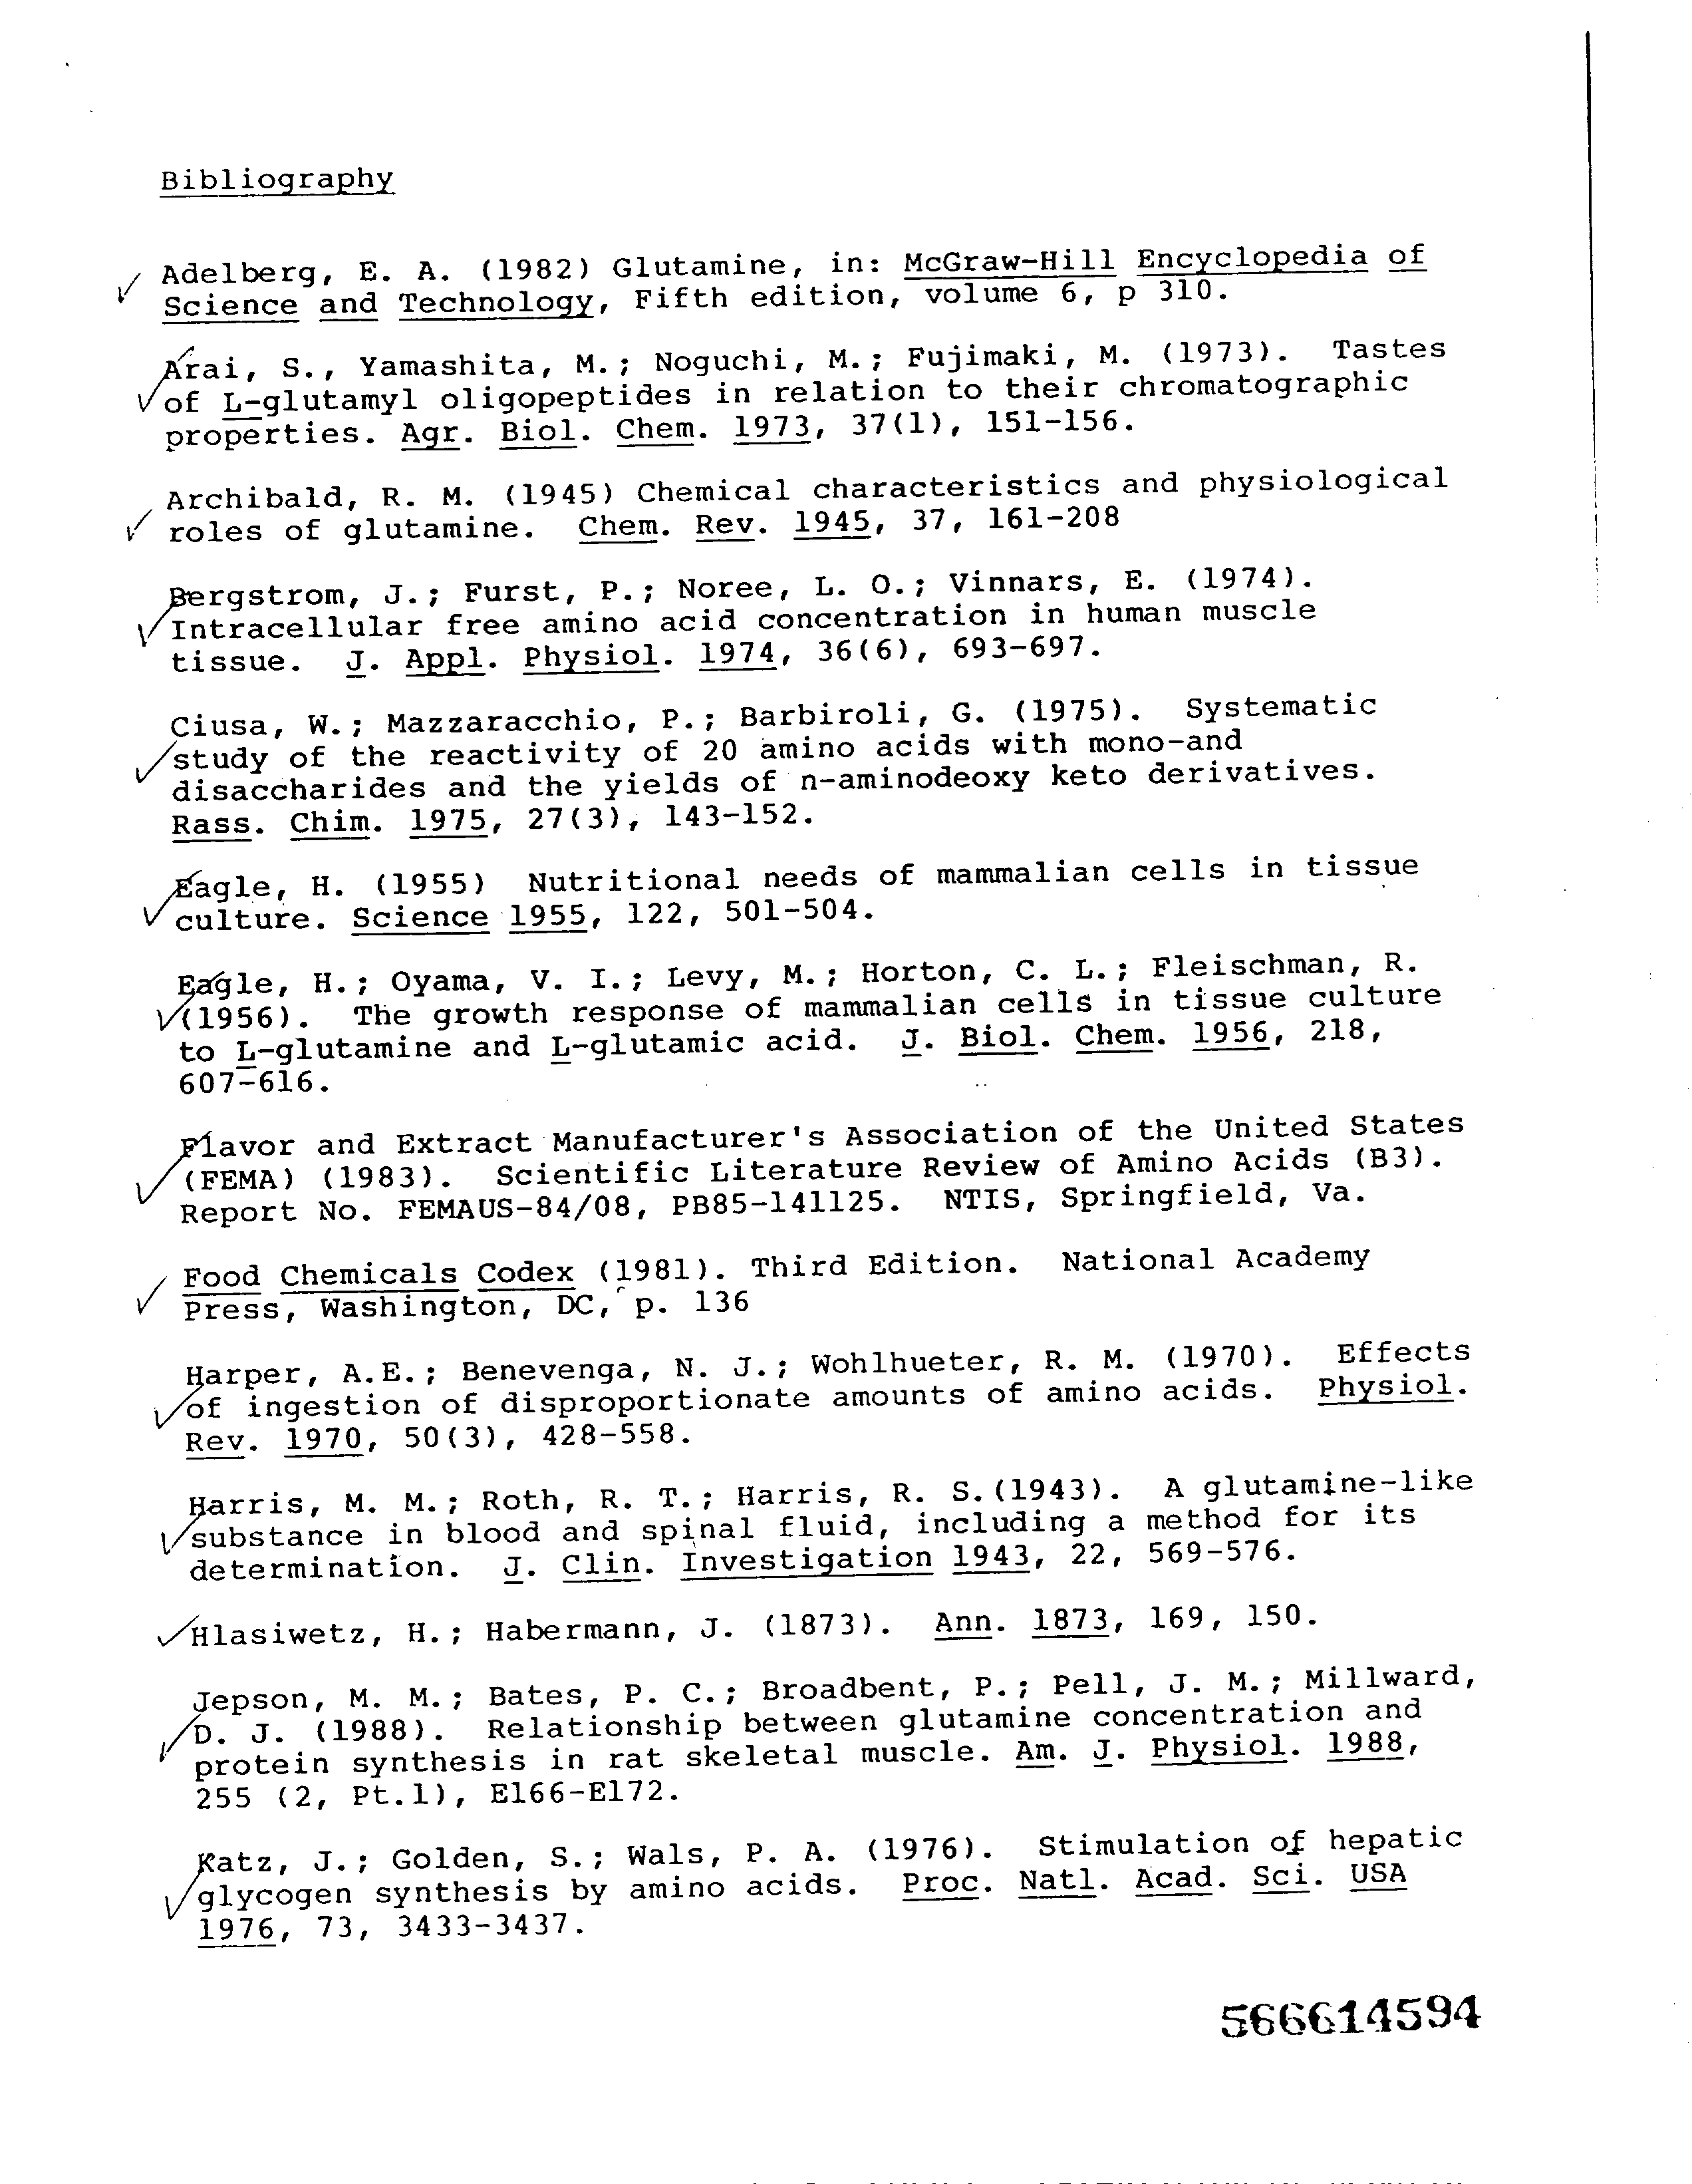 Bibliography
Adelberg, E. A. (1982) Glutamine, in: McGraw-Hill Encyclopedia of
Science and Technology, Fifth edition, volume 6, p 310.
Arai, S., Yamashita, M.; Noguchi, M.; Fujimaki, M. (1973). Tastes
of L-glutamyl oligopeptides in relation to their chromatographic
properties. Agr. Biol. Chem. 1973, 37(1), 151-156.
Archibald, R. M. (1945) Chemical characteristics and physiological
roles of glutamine. Chem. Rev. 1945, 37, 161-208
Bergstrom, J.; Furst, P.; Noree, L. O.; Vinnars, E. (1974).
Intracellular free amino acid concentration in human muscle
tissue. J. Appl. Physiol. 1974, 36(6), 693-697.
Ciusa, W.; Mazzaracchio, P.; Barbiroli, G. (1975). Systematic
study of the reactivity of 20 amino acids with mono-and
disaccharides and the yields of n-aminodeoxy keto derivatives.
Rass. Chim. 1975, 27(3), 143-152.
Eagle, H. (1955) Nutritional needs of mammalian cells in tissue
culture. Science 1955, 122, 501-504.
Eagle, H.; Oyama, V. I.; Levy, M.; Horton, C. L.; Fleischman, R.
(1956). The growth response of mammalian cells in tissue culture
to L-glutamine and L-glutamic acid. J. Biol. Chem. 1956, 218,
607-616.
Flavor and Extract Manufacturer's Association of the United States
(FEMA) (1983). Scientific Literature Review of Amino Acids (B3).
Report No. FEMAUS-84/08, PB85-141125. NTIS, Springfield, Va.
Food Chemicals Codex (1981). Third Edition. National Academy
Press, Washington, DC, p. 136
Harper, A.E.; Benevenga, N. J.; Wohlhueter, R. M. (1970). Effects
of ingestion of disproportionate amounts of amino acids. Physiol.
Rev. 1970, 50(3), 428-558.
Harris, M. M.; Roth, R. T.; Harris, R. S.(1943). A glutamine-like
substance in blood and spinal fluid, including a method for its
determination. J. Clin. Investigation 1943, 22, 569-576.
Hlasiwetz, H.; Habermann, J. (1873). Ann. 1873, 169, 150.
Jepson, M. M.; Bates, P. C.; Broadbent, P.; Pell, J. M.; Millward,
D. J. (1988). Relationship between glutamine concentration and
protein synthesis in rat skeletal muscle. Am. J. Physiol. 1988,
255 (2, Pt.1), E166-E172.
Katz, J.; Golden, S.; Wals, P. A. (1976). Stimulation of hepatic
glycogen synthesis by amino acids. Proc. Natl. Acad. Sci. USA
1976, 73, 3433-3437.
566614594